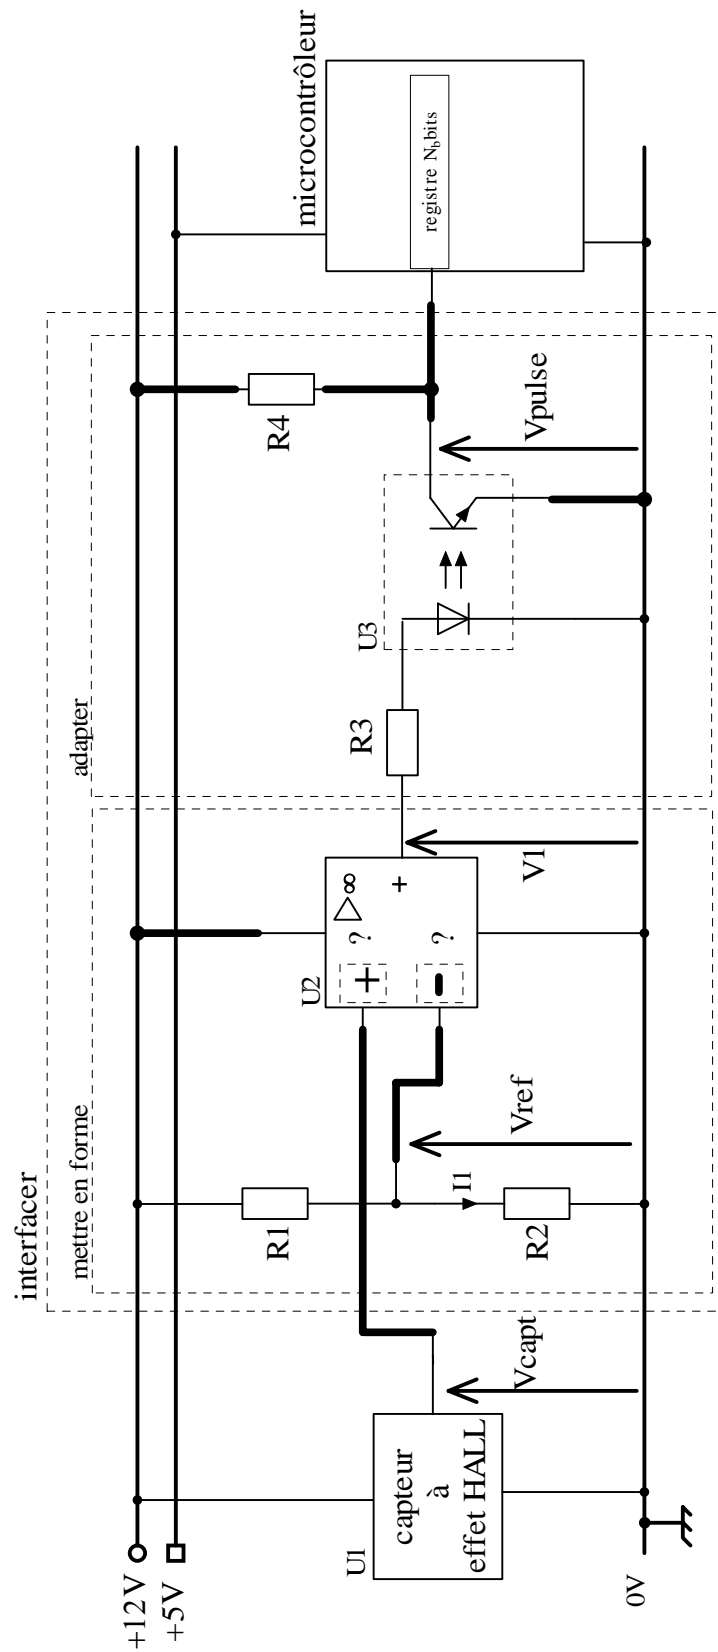 interfacer
mettre en forme
adapter
microcontrôleur
registre N_b bits
+12V
+5V
0V
U1
capteur
à
effet HALL
Vcapt
R1
R2
I1
Vref
U2
+
-
?
?
▷∞
+
V1
R3
U3
R4
Vpulse